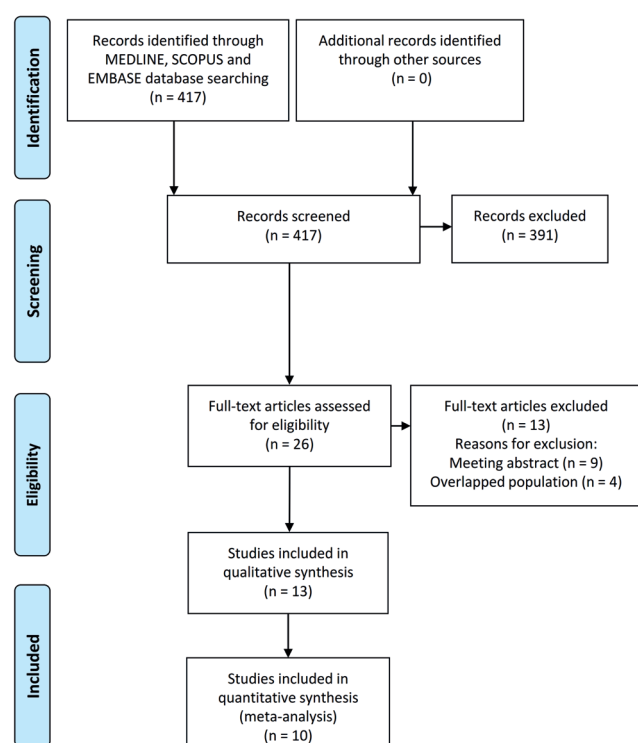 Identification
Records identified through
MEDLINE, SCOPUS and
EMBASE database searching
(n = 417)
Additional records identified
through other sources
(n = 0)
Screening
Records screened
(n = 417)
Records excluded
(n = 391)
Eligibility
Full-text articles assessed
for eligibility
(n = 26)
Full-text articles excluded
(n = 13)
Reasons for exclusion:
Meeting abstract (n = 9)
Overlapped population (n = 4)
Studies included in
qualitative synthesis
(n = 13)
Included
Studies included in
quantitative synthesis
(meta-analysis)
(n = 10)